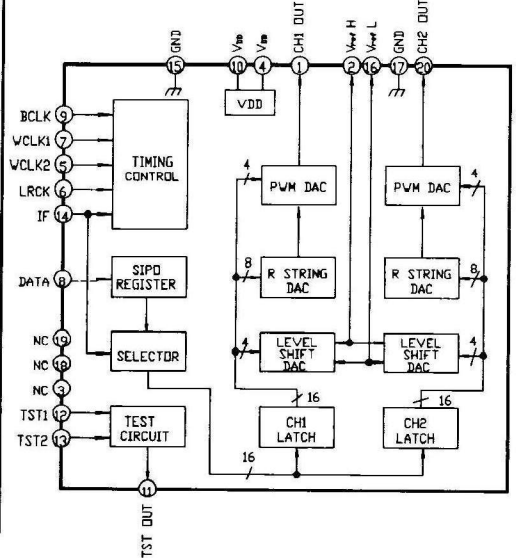 GND
VDD
VDD
CH1 OUT
Vref H
Vref L
GND
CH2 OUT
15
10
4
1
2
16
17
20
VDD
BCLK 9
WCLK1 7
WCLK2 5
LRCK 6
IF 14
TIMING
CONTROL
4
PWM DAC
PWM DAC
4
DATA 8
SIPO
REGISTER
8
R STRING
DAC
R STRING
DAC
8
NC 19
NC 18
NC 3
SELECTOR
4
LEVEL
SHIFT
DAC
LEVEL
SHIFT
DAC
4
16
16
TST1 12
TST2 13
TEST
CIRCUIT
CH1
LATCH
CH2
LATCH
16
11
TST OUT